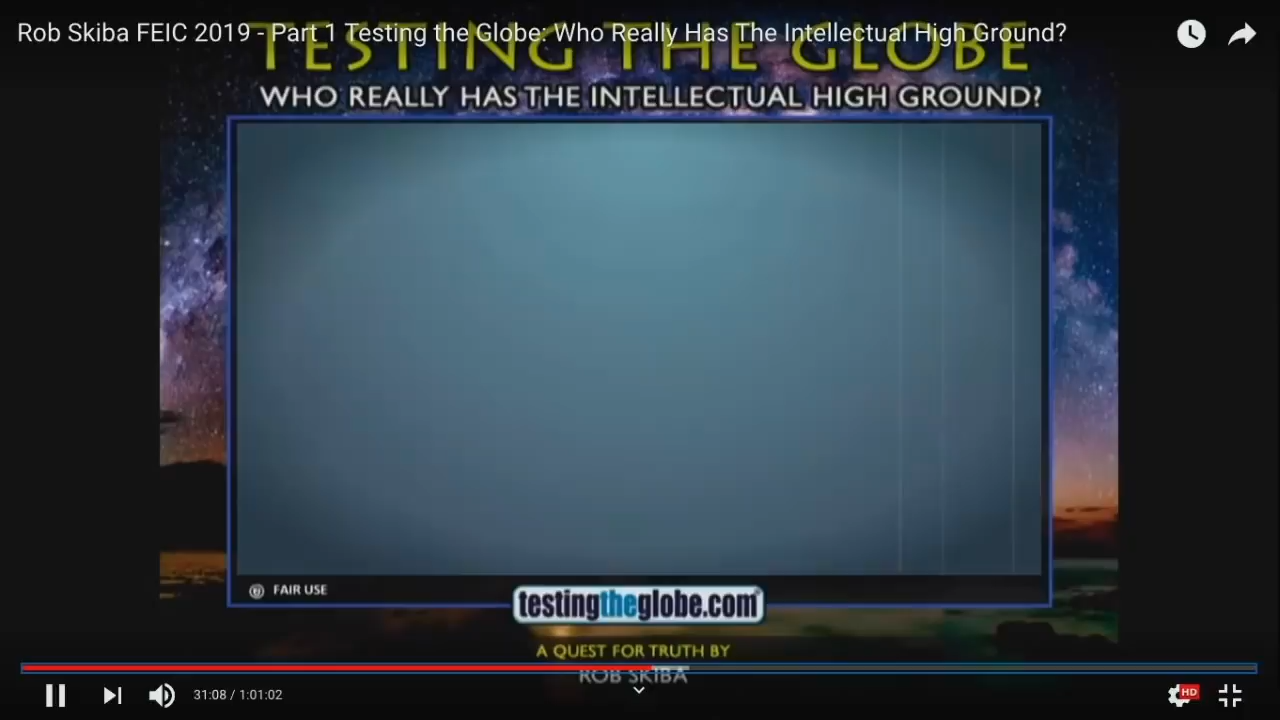 Rob Skiba FEIC 2019 - Part 1 Testing the Globe: Who Really Has The Intellectual High Ground?
TESTING THE GLOBE
WHO REALLY HAS THE INTELLECTUAL HIGH GROUND?
FAIR USE
testingtheglobe.com
A QUEST FOR TRUTH BY
ROB SKIBA
31:08 / 1:01:02
HD